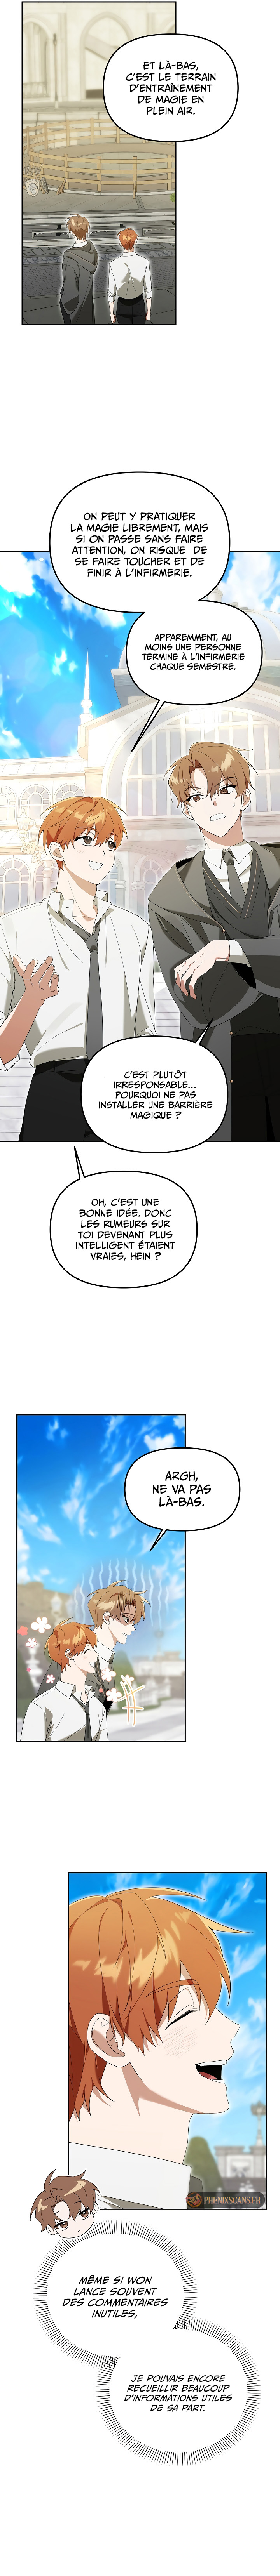 ET LÀ-BAS,
C'EST LE TERRAIN
D'ENTRAÎNEMENT
DE MAGIE EN
PLEIN AIR.
ON PEUT Y PRATIQUER
LA MAGIE LIBREMENT, MAIS
SI ON PASSE SANS FAIRE
ATTENTION, ON RISQUE DE
SE FAIRE TOUCHER ET DE
FINIR À L'INFIRMERIE.
APPAREMMENT, AU
MOINS UNE PERSONNE
TERMINE À L'INFIRMERIE
CHAQUE SEMESTRE.
C'EST PLUTÔT
IRRESPONSABLE...
POURQUOI NE PAS
INSTALLER UNE BARRIÈRE
MAGIQUE ?
OH, C'EST UNE
BONNE IDÉE. DONC
LES RUMEURS SUR
TOI DEVENANT PLUS
INTELLIGENT ÉTAIENT
VRAIES, HEIN ?
ARGH,
NE VA PAS
LÀ-BAS.
PHENIXSCANS.FR
MÊME SI WON
LANCE SOUVENT
DES COMMENTAIRES
INUTILES,
JE POUVAIS ENCORE
RECUEILLIR BEAUCOUP
D'INFORMATIONS UTILES
DE SA PART.